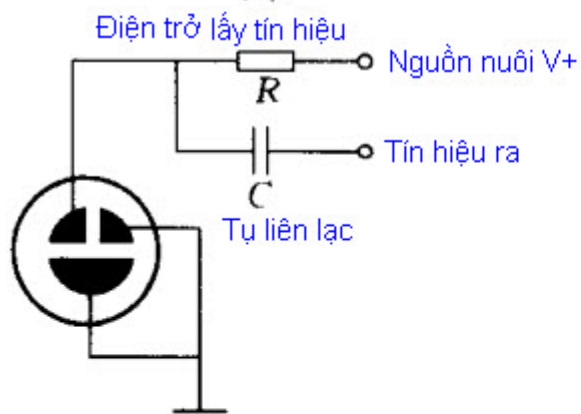 Điện trở lấy tín hiệu
R
Nguồn nuôi V+
Tín hiệu ra
C
Tụ liên lạc